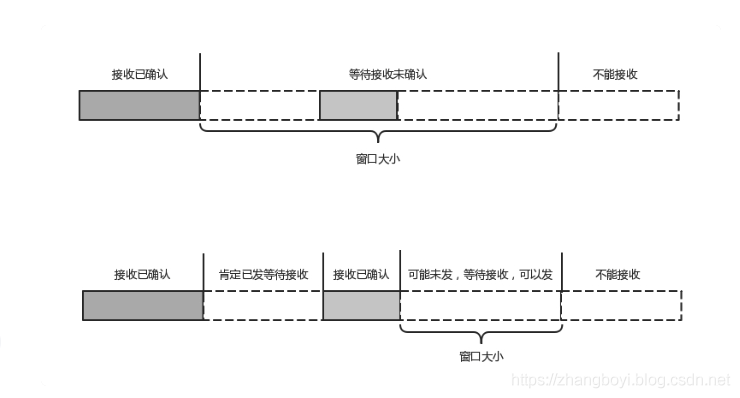 接收已确认 等待接收未确认 不能接收
窗口大小
接收已确认 肯定已发等待接收 接收已确认 可能未发，等待接收，可以发 不能接收
窗口大小
https://zhangboyi.blog.csdn.net